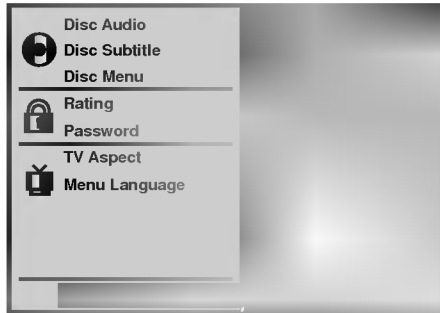 Disc Audio
Disc Subtitle
Disc Menu
Rating
Password
TV Aspect
Menu Language